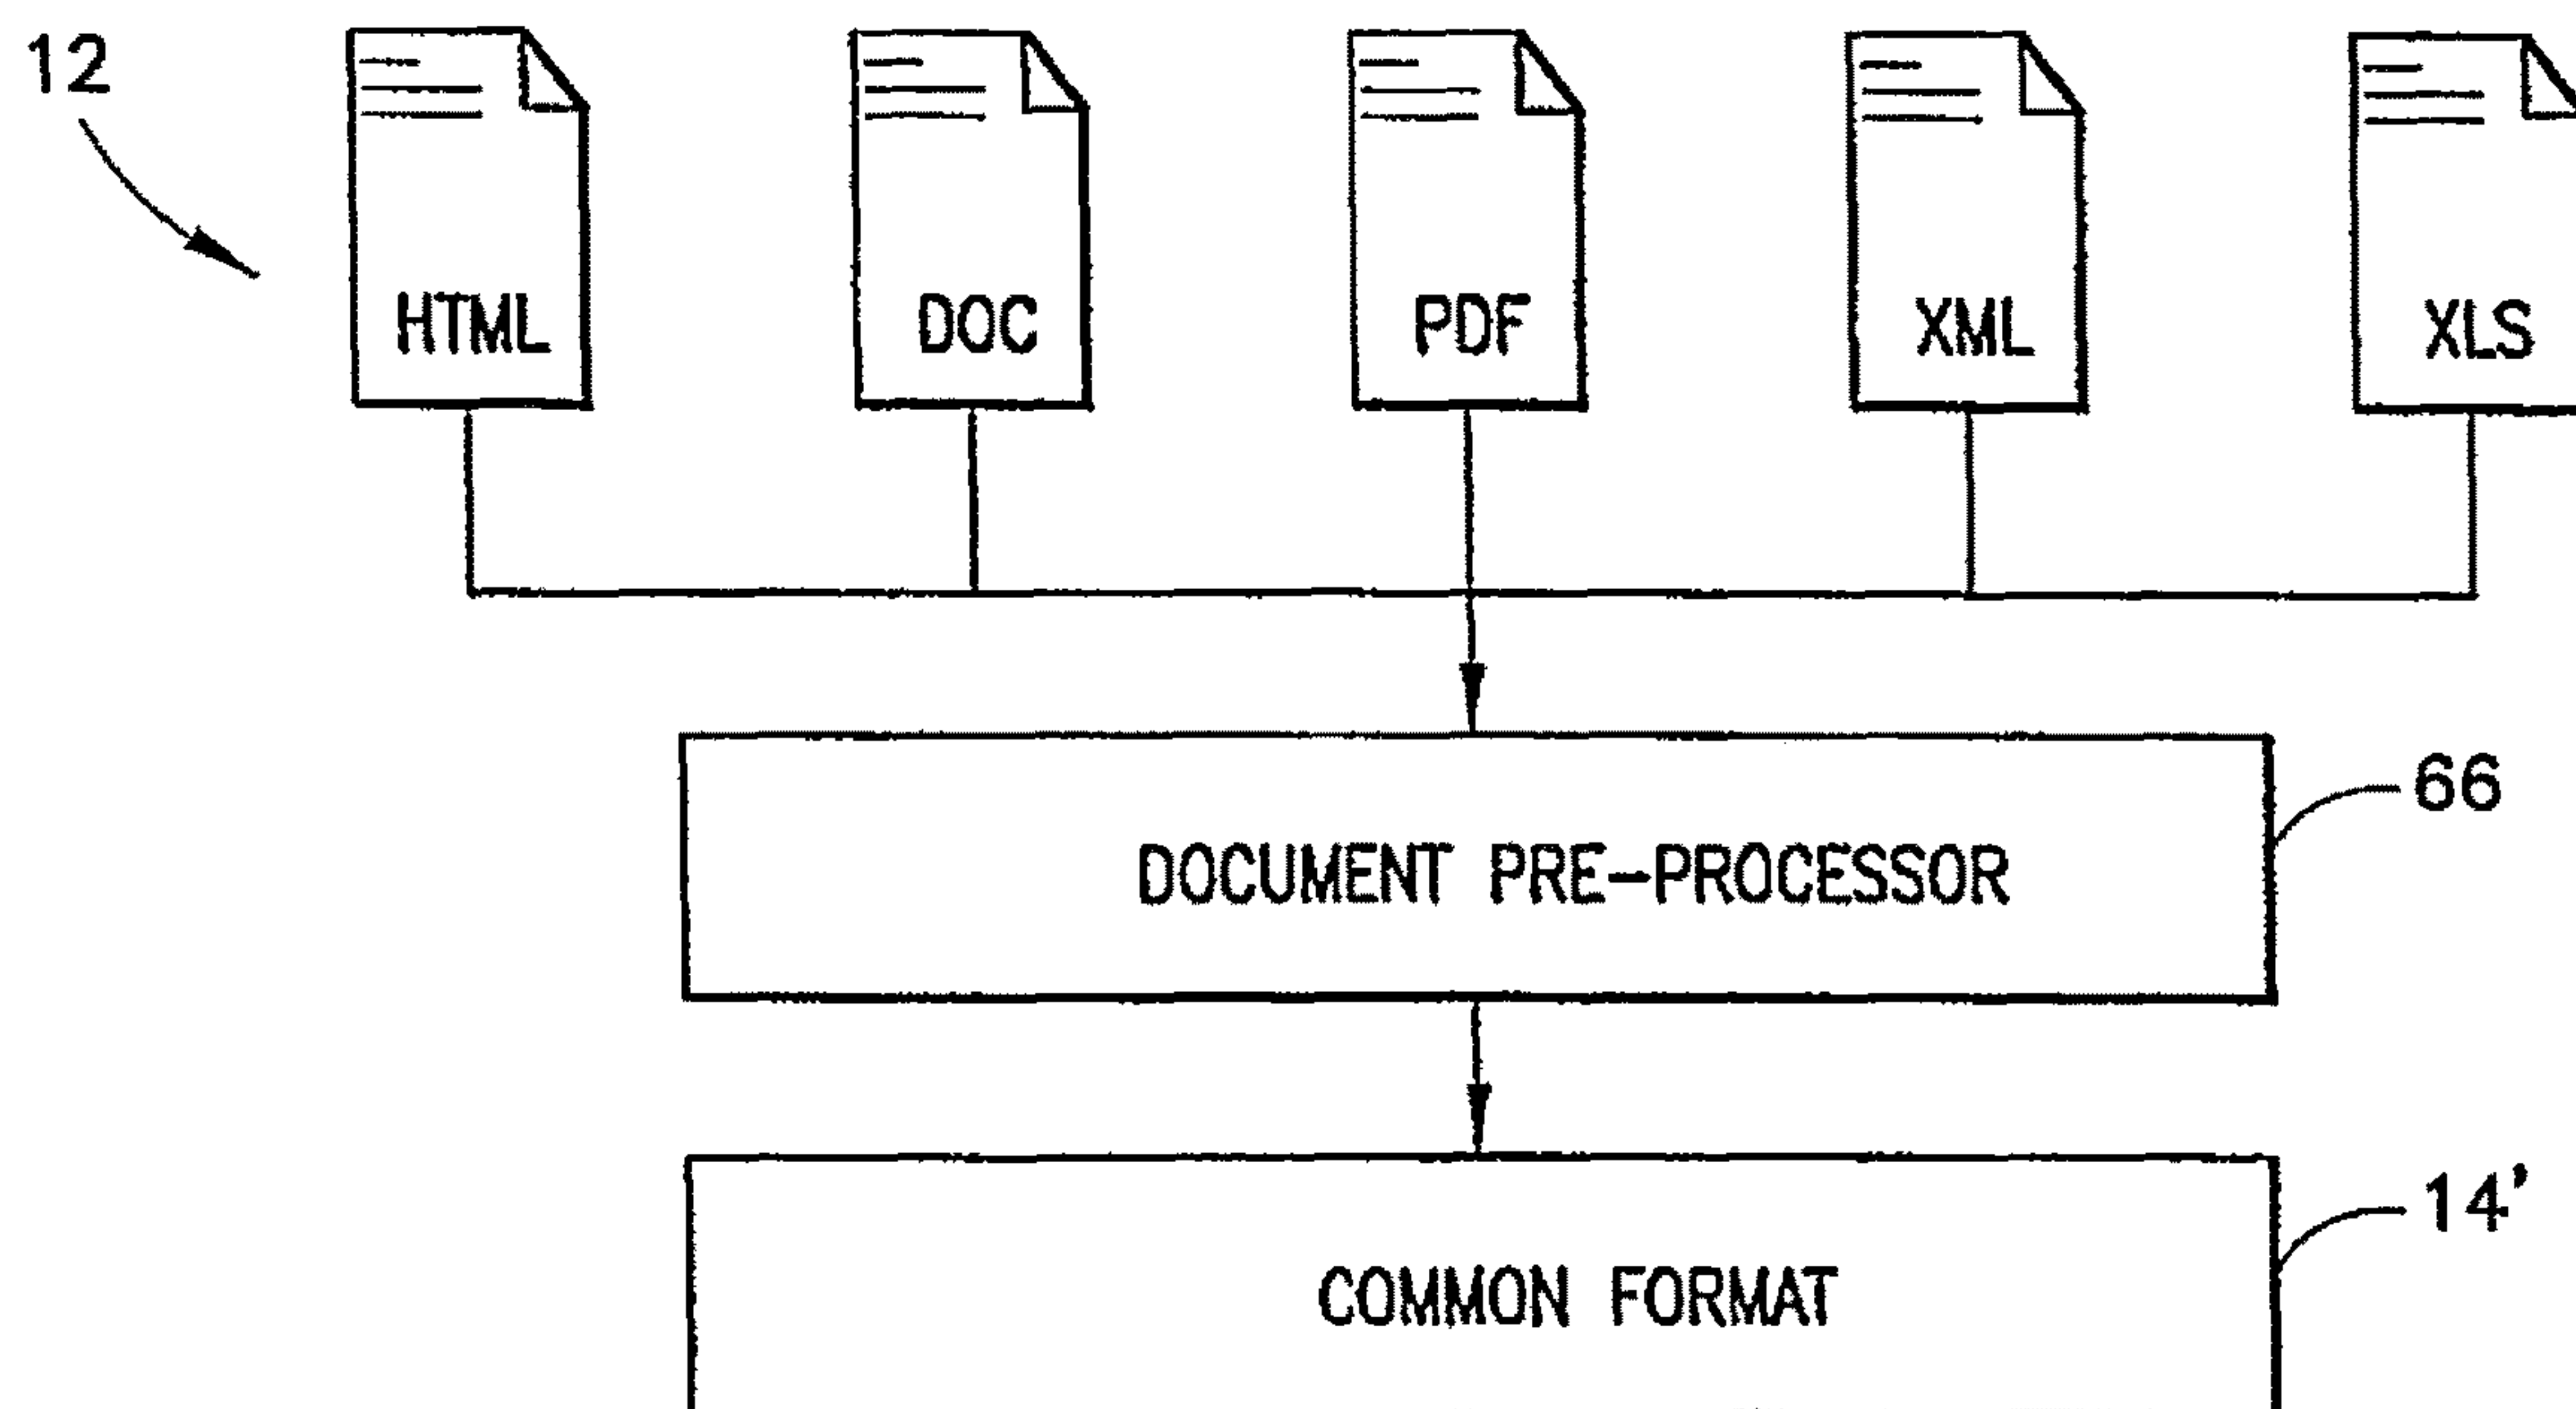 12
HTML DOC PDF XML XLS
66
DOCUMENT PRE-PROCESSOR
14'
COMMON FORMAT